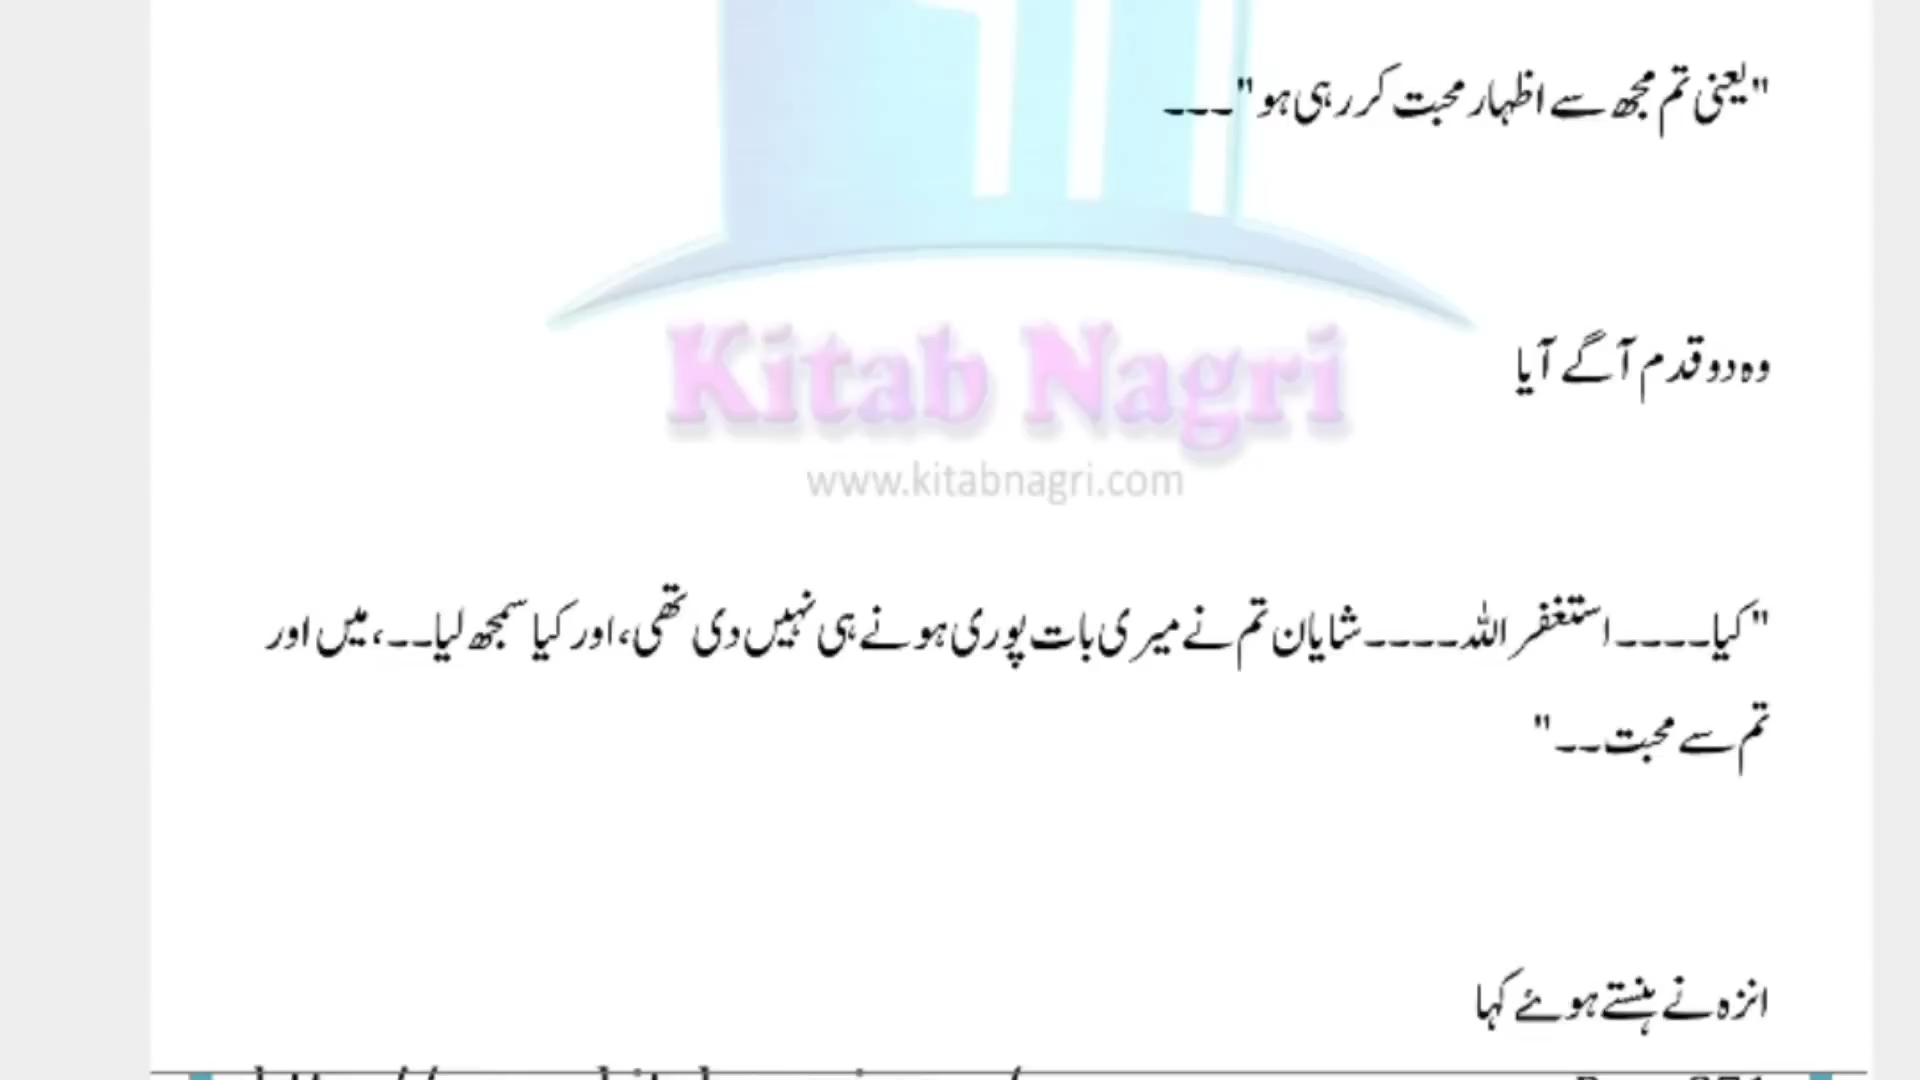 "یعنی تم مجھ سے اظہار محبت کر رہی ہو"۔۔۔
وہ دو قدم آگے آیا
Kitab Nagri
www.kitabnagri.com
"کیا۔۔۔۔استغفر اللہ۔۔۔۔شایان تم نے میری بات پوری ہونے ہی نہیں دی تھی،اور کیا سمجھ لیا۔۔،میں اور
تم سے محبت۔۔"
انزہ نے ہنستے ہوئے کہا